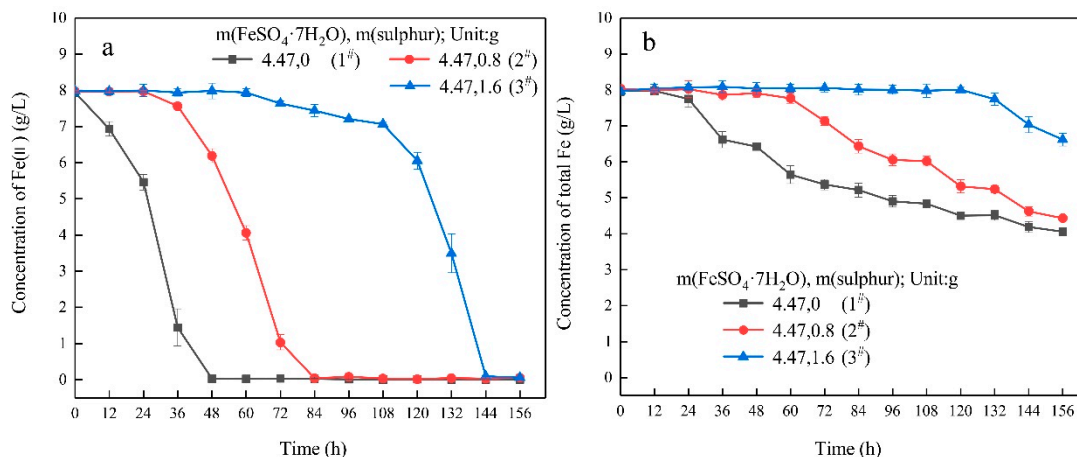 a
m(FeSO₄·7H₂O), m(sulphur); Unit:g
4.47,0 (1#)
4.47,0.8 (2#)
4.47,1.6 (3#)
Concentration of Fe(II) (g/L)
10
9
8
7
6
5
4
3
2
1
0
0 12 24 36 48 60 72 84 96 108 120 132 144 156
Time (h)
b
Concentration of total Fe (g/L)
10
9
8
7
6
5
4
3
2
1
0
m(FeSO₄·7H₂O), m(sulphur); Unit:g
4.47,0 (1#)
4.47,0.8 (2#)
4.47,1.6 (3#)
0 12 24 36 48 60 72 84 96 108 120 132 144 156
Time (h)